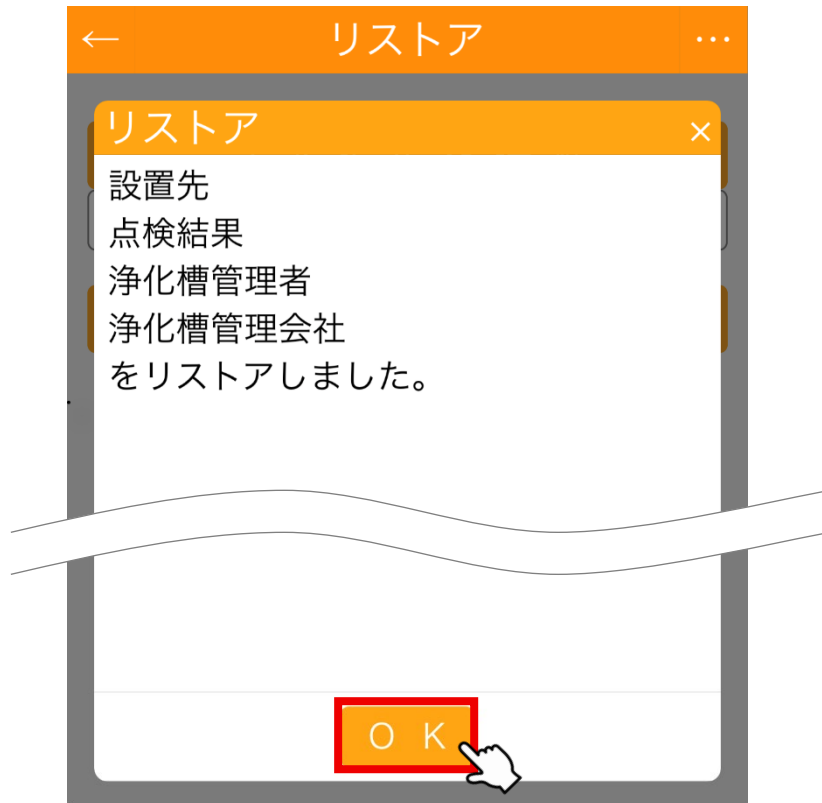 ← リストア …
リストア ×
設置先
点検結果
浄化槽管理者
浄化槽管理会社
をリストアしました。
ＯＫ